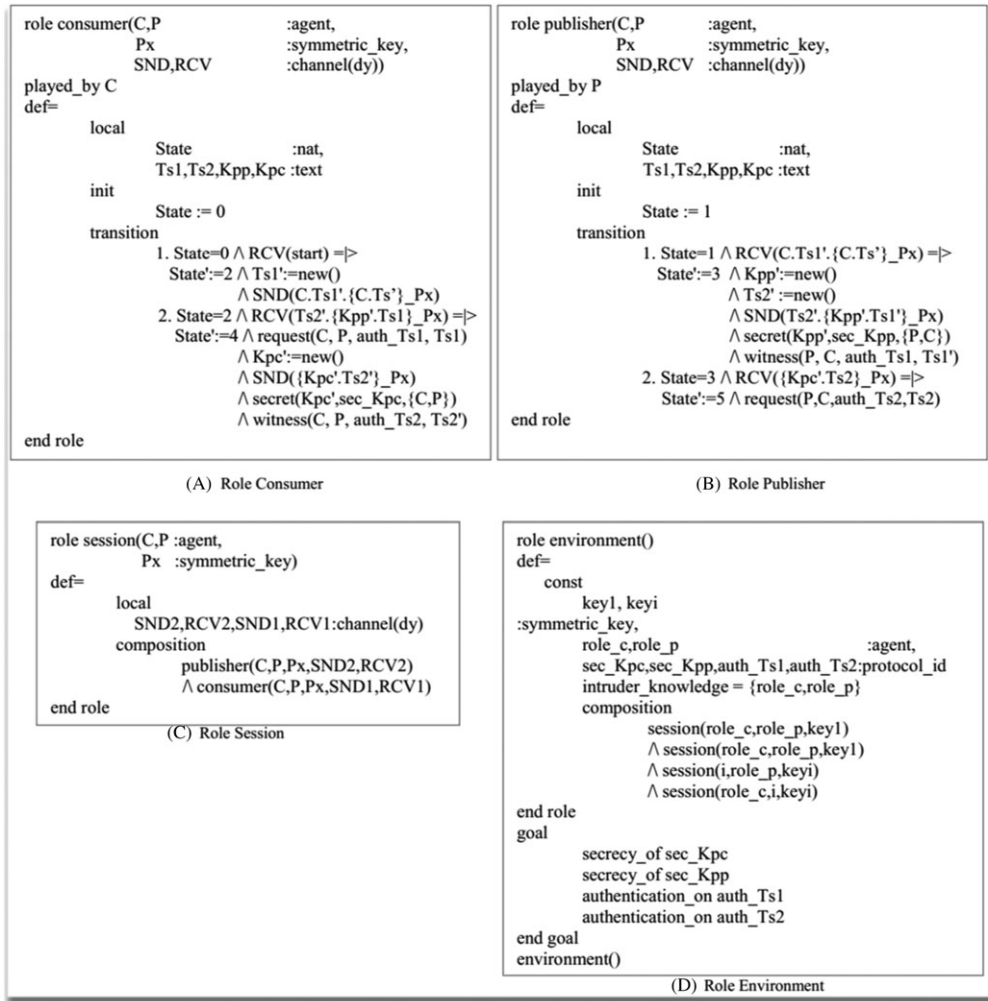 role consumer(C,P :agent,
Px :symmetric_key,
SND,RCV :channel(dy))
played_by C
def=
local
State :nat,
Ts1,Ts2,Kpp,Kpc :text
init
State := 0
transition
1. State=0 /\ RCV(start) =|>
State':=2 /\ Ts1':=new()
/\ SND(C.Ts1'.{C.Ts’}_Px)
2. State=2 /\ RCV(Ts2'.{Kpp'.Ts1}_Px) =|>
State':=4 /\ request(C, P, auth_Ts1, Ts1)
/\ Kpc':=new()
/\ SND({Kpc'.Ts2'}_Px)
/\ secret(Kpc',sec_Kpc,{C,P})
/\ witness(C, P, auth_Ts2, Ts2')
end role
(A) Role Consumer
role publisher(C,P :agent,
Px :symmetric_key,
SND,RCV :channel(dy))
played_by P
def=
local
State :nat,
Ts1,Ts2,Kpp,Kpc :text
init
State := 1
transition
1. State=1 /\ RCV(C.Ts1'.{C.Ts’}_Px) =|>
State':=3 /\ Kpp':=new()
/\ Ts2' :=new()
/\ SND(Ts2'.{Kpp'.Ts1'}_Px)
/\ secret(Kpp',sec_Kpp,{P,C})
/\ witness(P, C, auth_Ts1, Ts1')
2. State=3 /\ RCV({Kpc'.Ts2}_Px) =|>
State':=5 /\ request(P,C,auth_Ts2,Ts2)
end role
(B) Role Publisher
role session(C,P :agent,
Px :symmetric_key)
def=
local
SND2,RCV2,SND1,RCV1:channel(dy)
composition
publisher(C,P,Px,SND2,RCV2)
/\ consumer(C,P,Px,SND1,RCV1)
end role
(C) Role Session
role environment()
def=
const
key1, keyi
:symmetric_key,
role_c,role_p :agent,
sec_Kpc,sec_Kpp,auth_Ts1,auth_Ts2:protocol_id
intruder_knowledge = {role_c,role_p}
composition
session(role_c,role_p,key1)
/\ session(role_c,role_p,key1)
/\ session(i,role_p,keyi)
/\ session(role_c,i,keyi)
end role
goal
secrecy_of sec_Kpc
secrecy_of sec_Kpp
authentication_on auth_Ts1
authentication_on auth_Ts2
end goal
environment()
(D) Role Environment